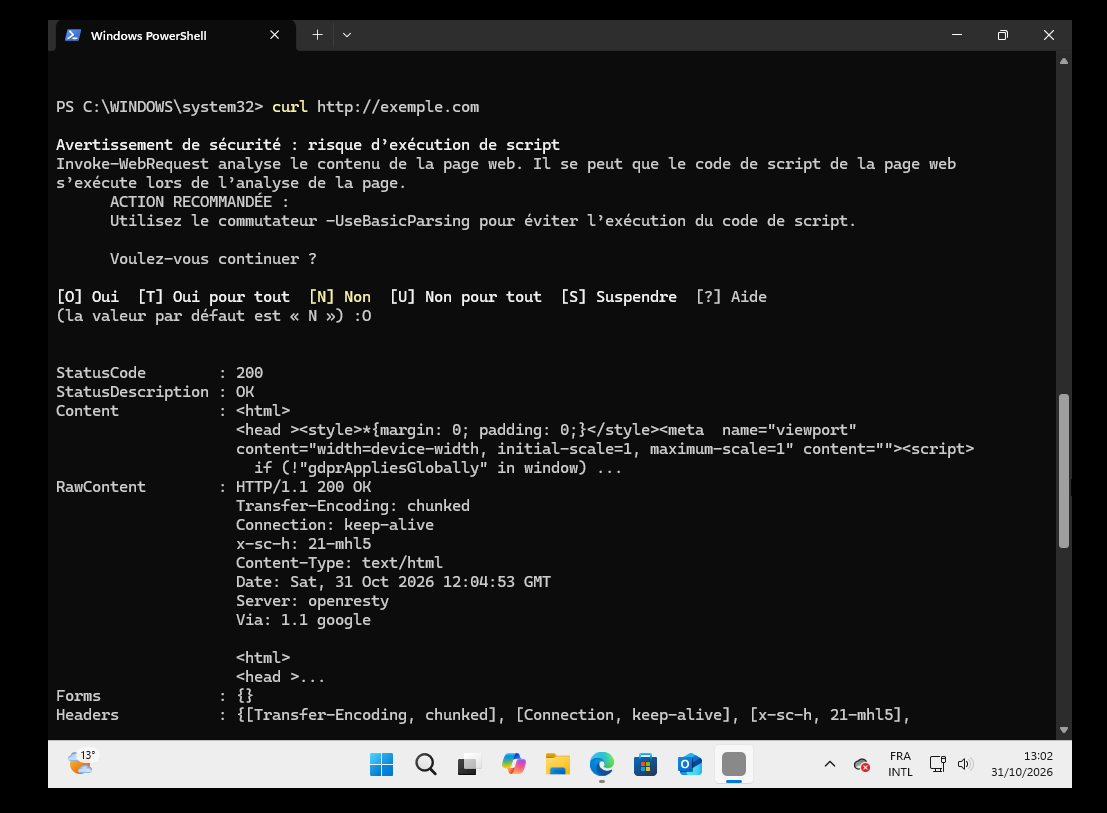 Windows PowerShell
PS C:\WINDOWS\system32> curl http://exemple.com
Avertissement de sécurité : risque d’exécution de script
Invoke-WebRequest analyse le contenu de la page web. Il se peut que le code de script de la page web
s’exécute lors de l’analyse de la page.
ACTION RECOMMANDÉE :
Utilisez le commutateur -UseBasicParsing pour éviter l’exécution du code de script.
Voulez-vous continuer ?
[O] Oui  [T] Oui pour tout  [N] Non  [U] Non pour tout  [S] Suspendre  [?] Aide
(la valeur par défaut est « N ») :O
StatusCode        : 200
StatusDescription : OK
Content           : <html>
<head ><style>*{margin: 0; padding: 0;}</style><meta  name="viewport"
content="width=device-width, initial-scale=1, maximum-scale=1" content=""><script>
if (!"gdprAppliesGlobally" in window) ...
RawContent        : HTTP/1.1 200 OK
Transfer-Encoding: chunked
Connection: keep-alive
x-sc-h: 21-mhl5
Content-Type: text/html
Date: Sat, 31 Oct 2026 12:04:53 GMT
Server: openresty
Via: 1.1 google
<html>
<head >...
Forms             : {}
Headers           : {[Transfer-Encoding, chunked], [Connection, keep-alive], [x-sc-h, 21-mhl5],
13°
FRA
INTL
13:02
31/10/2026